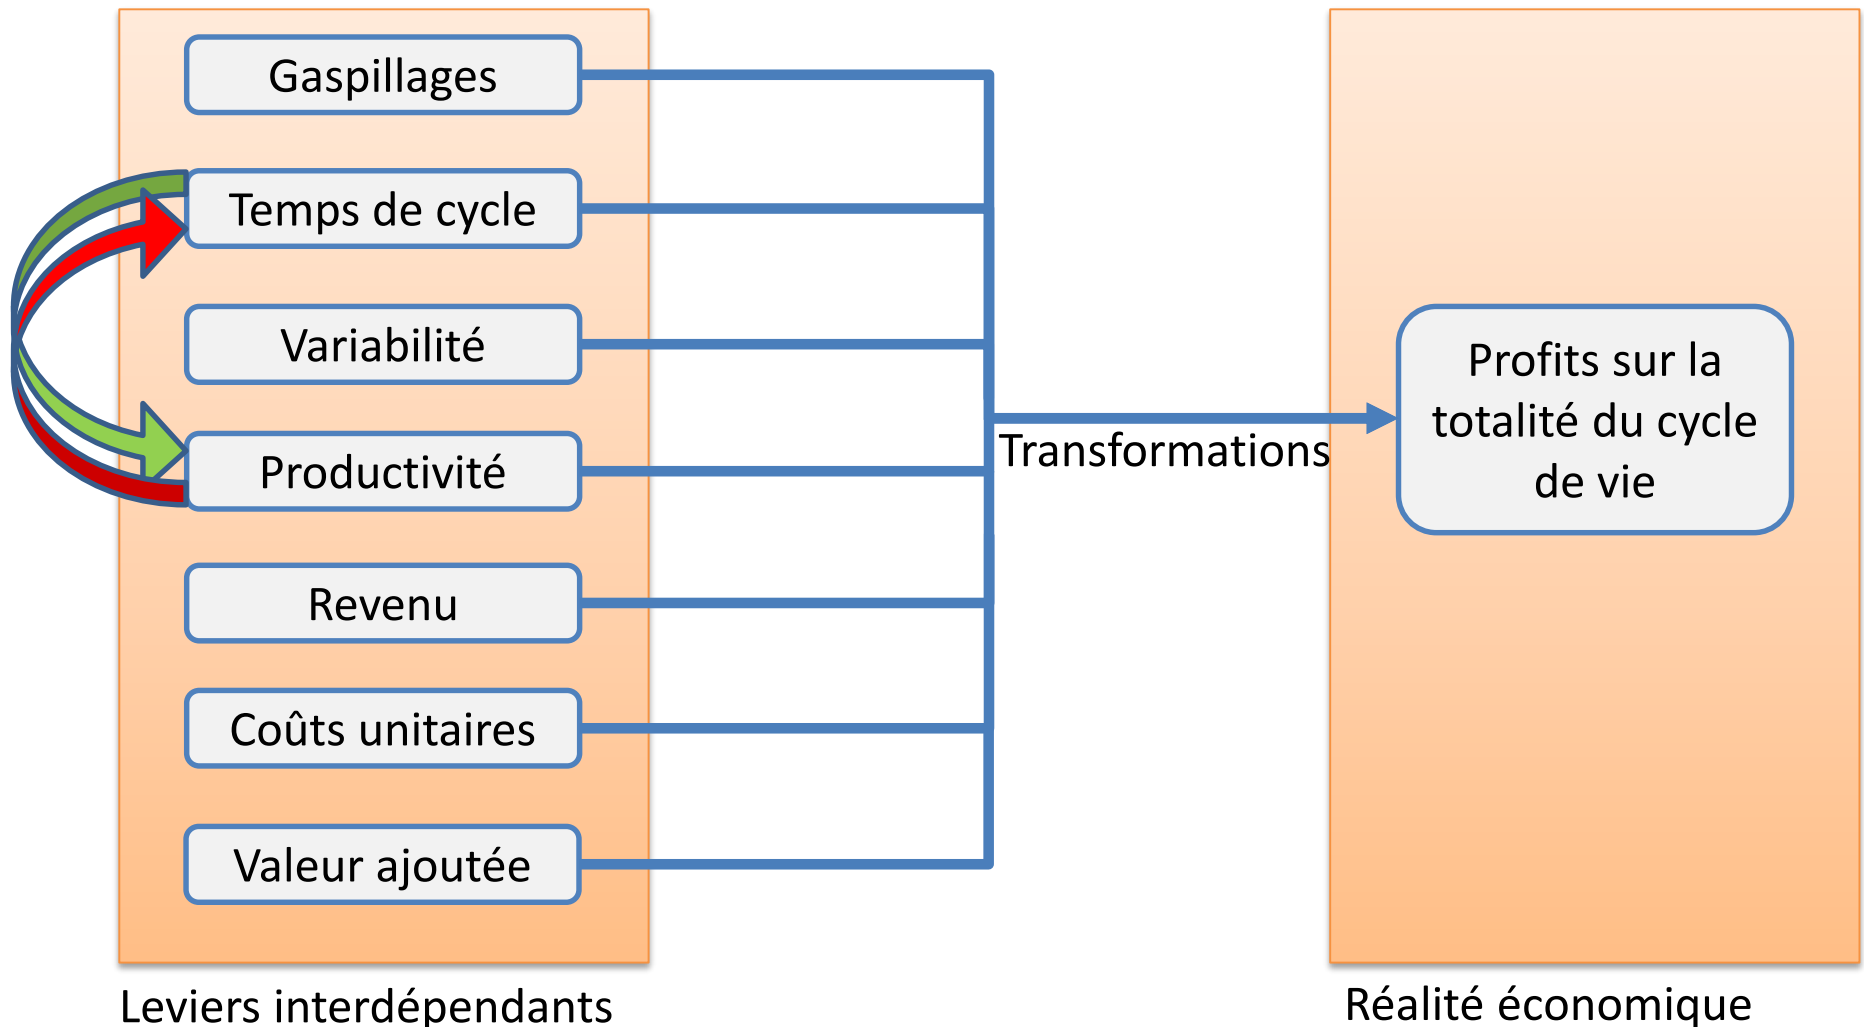 Gaspillages
Temps de cycle
Variabilité
Productivité
Revenu
Coûts unitaires
Valeur ajoutée
Leviers interdépendants
Transformations
Profits sur la
totalité du cycle
de vie
Réalité économique